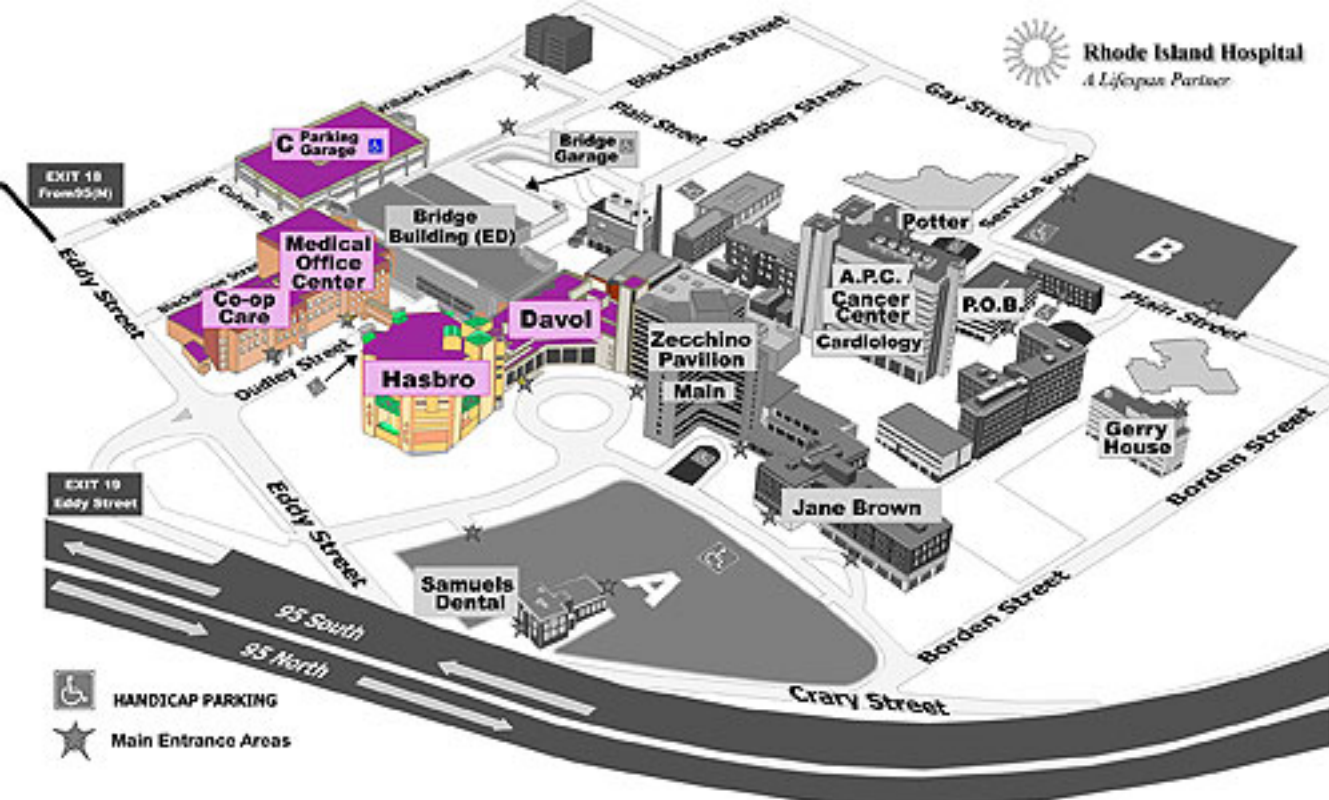 Rhode Island Hospital
A Lifespan Partner
Blackstone Street
Willard Avenue
Plain Street
Dudley Street
Gay Street
C Parking
Garage
Bridge
Garage
EXIT 18
From95(N)
Willard Avenue
Service Road
Bridge
Building (ED)
Potter
B
Medical
Office
Center
Eddy Street
A.P.C.
Cancer
Center
Cardiology
P.O.B.
Plain Street
Co-op
Care
Davol
Zecchino
Pavilion
Main
Dudley Street
Hasbro
Gerry
House
Borden Street
EXIT 19
Eddy Street
Eddy Street
Jane Brown
Samuels
Dental
A
Borden Street
95 South
95 North
Crary Street
HANDICAP PARKING
Main Entrance Areas